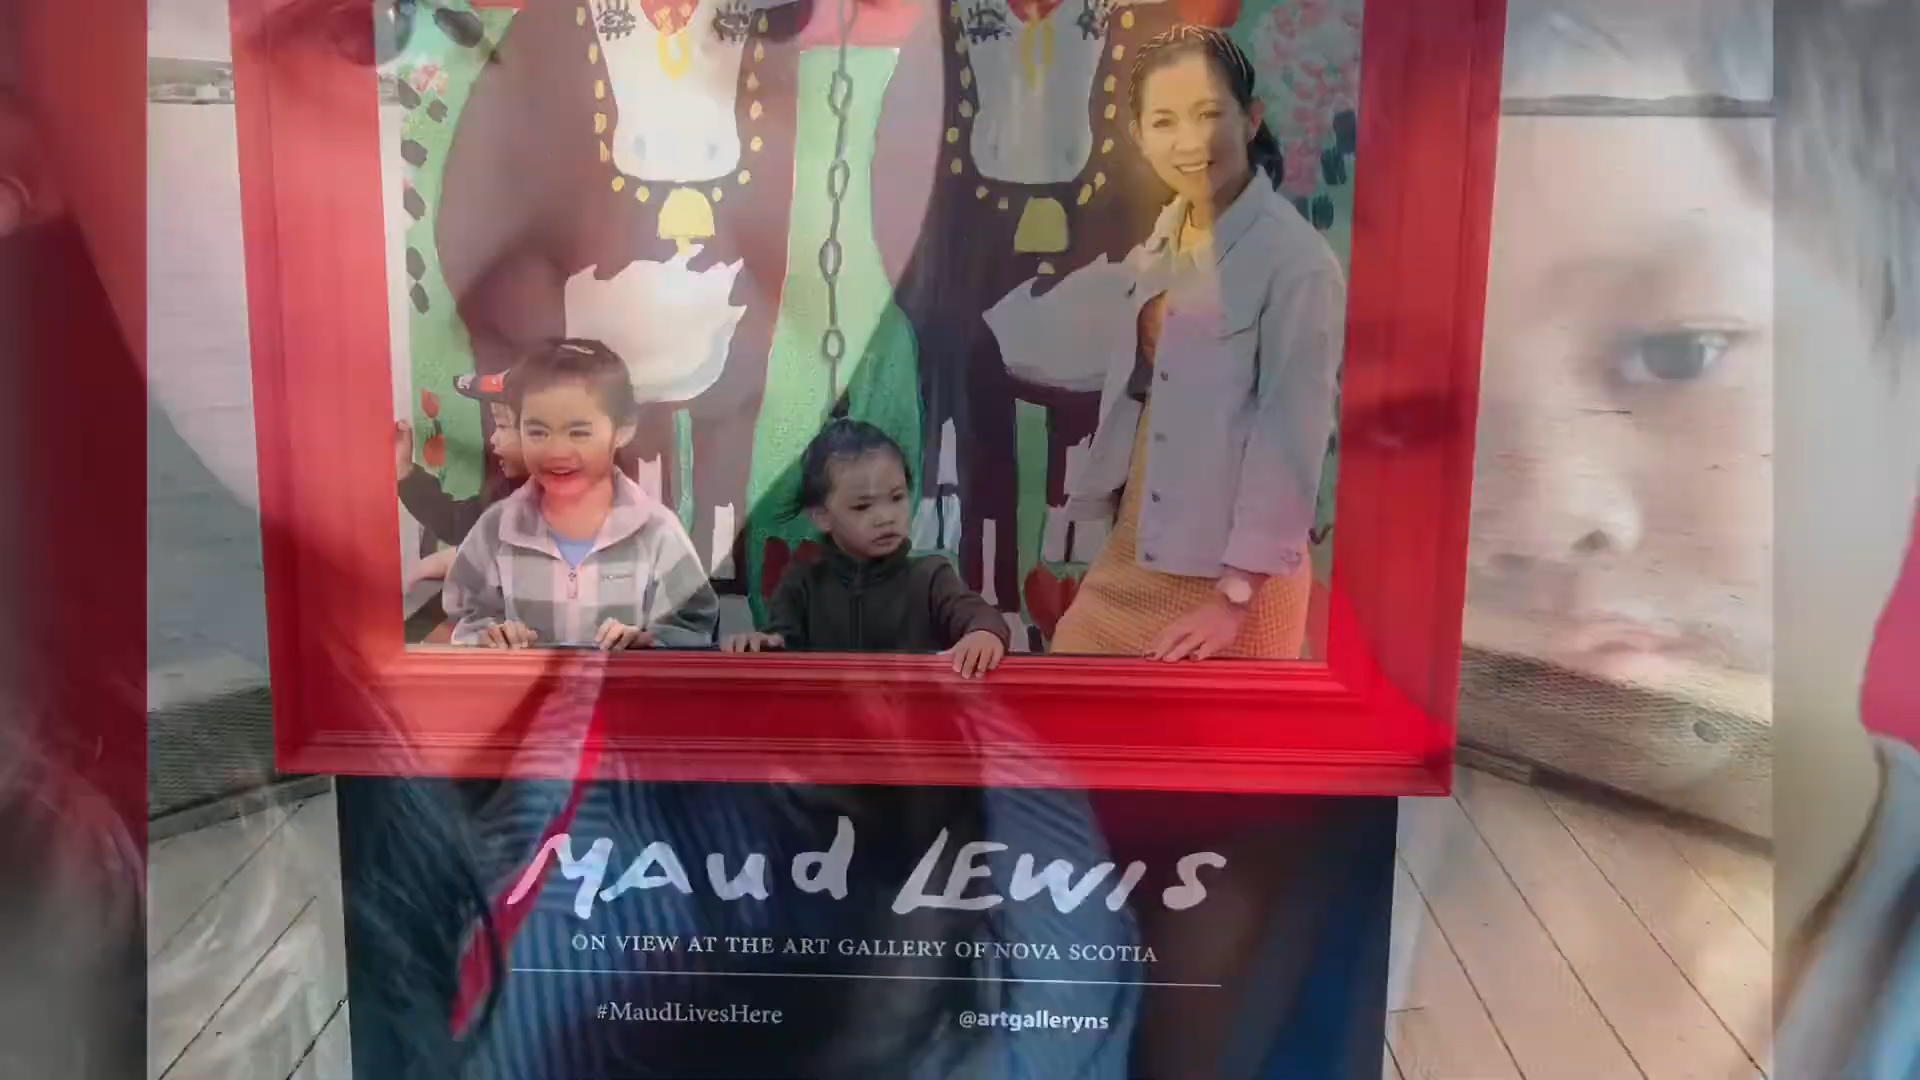 MAud LEWIS
ON VIEW AT THE ART GALLERY OF NOVA SCOTIA
#MaudLivesHere
@artgalleryns